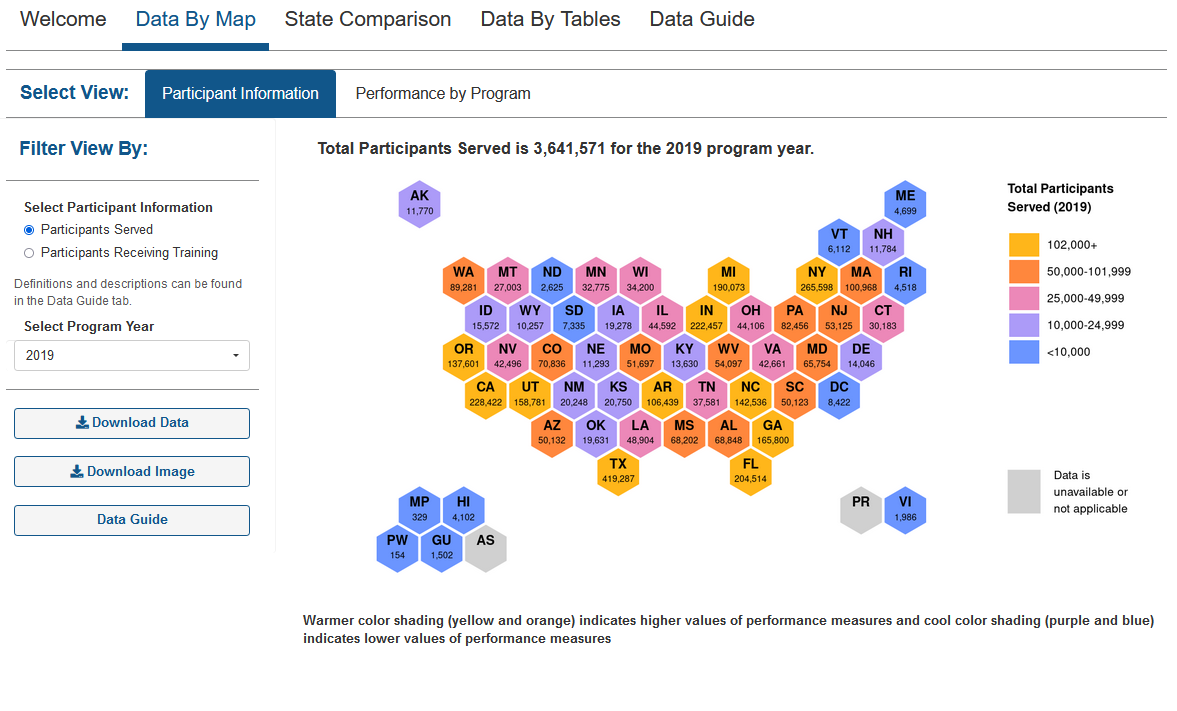 Welcome Data By Map State Comparison Data By Tables Data Guide
Select View: Participant Information Performance by Program
Filter View By:
Select Participant Information
Participants Served
Participants Receiving Training
Definitions and descriptions can be found
in the Data Guide tab.
Select Program Year
2019
Download Data
Download Image
Data Guide
Total Participants Served is 3,641,571 for the 2019 program year.
AK ME
11,770 4,699
VT NH
6,112 11,784
WA MT ND MN WI MI NY MA RI
89,281 27,003 2,625 32,775 34,200 190,073 265,598 100,968 4,518
ID WY SD IA IL IN OH PA NJ CT
15,572 10,257 7,335 19,278 44,592 222,457 44,106 82,456 53,125 30,183
OR NV CO NE MO KY WV VA MD DE
137,601 42,496 70,836 11,293 51,697 13,630 54,097 42,661 65,754 14,046
CA UT NM KS AR TN NC SC DC
228,422 158,781 20,248 20,750 106,439 37,581 142,536 50,123 8,422
AZ OK LA MS AL GA
50,132 19,631 48,904 68,202 68,848 165,800
TX FL
419,287 204,514
MP HI PR VI
329 4,102 1,986
PW GU AS
154 1,502
Total Participants
Served (2019)
102,000+
50,000-101,999
25,000-49,999
10,000-24,999
<10,000
Data is
unavailable or
not applicable
Warmer color shading (yellow and orange) indicates higher values of performance measures and cool color shading (purple and blue)
indicates lower values of performance measures